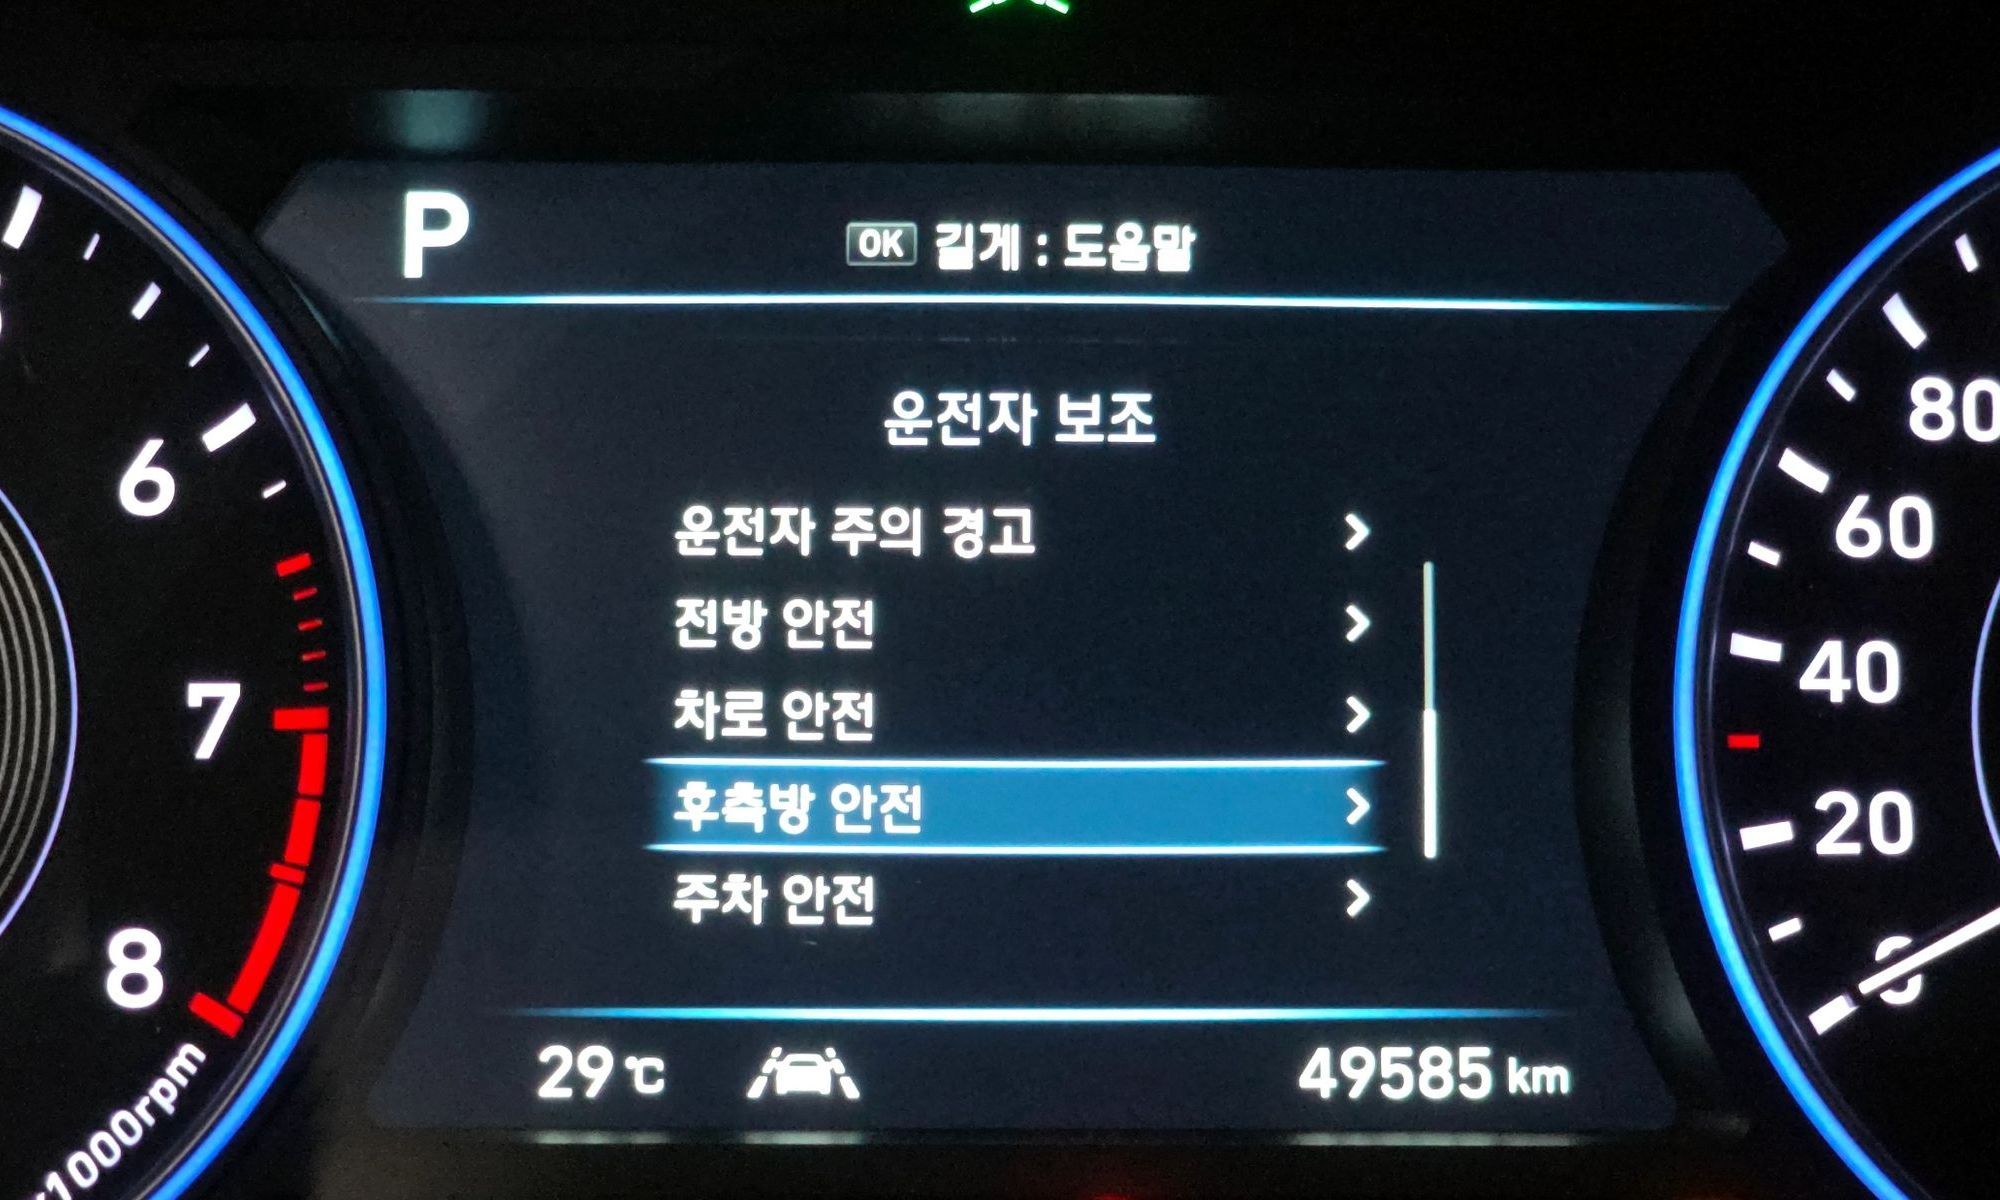 P
OK 길게 : 도움말
운전자 보조
운전자 주의 경고
전방 안전
차로 안전
후측방 안전
주차 안전
29 ℃
49585 km
6
7
8
x1000rpm
80
60
40
20
0